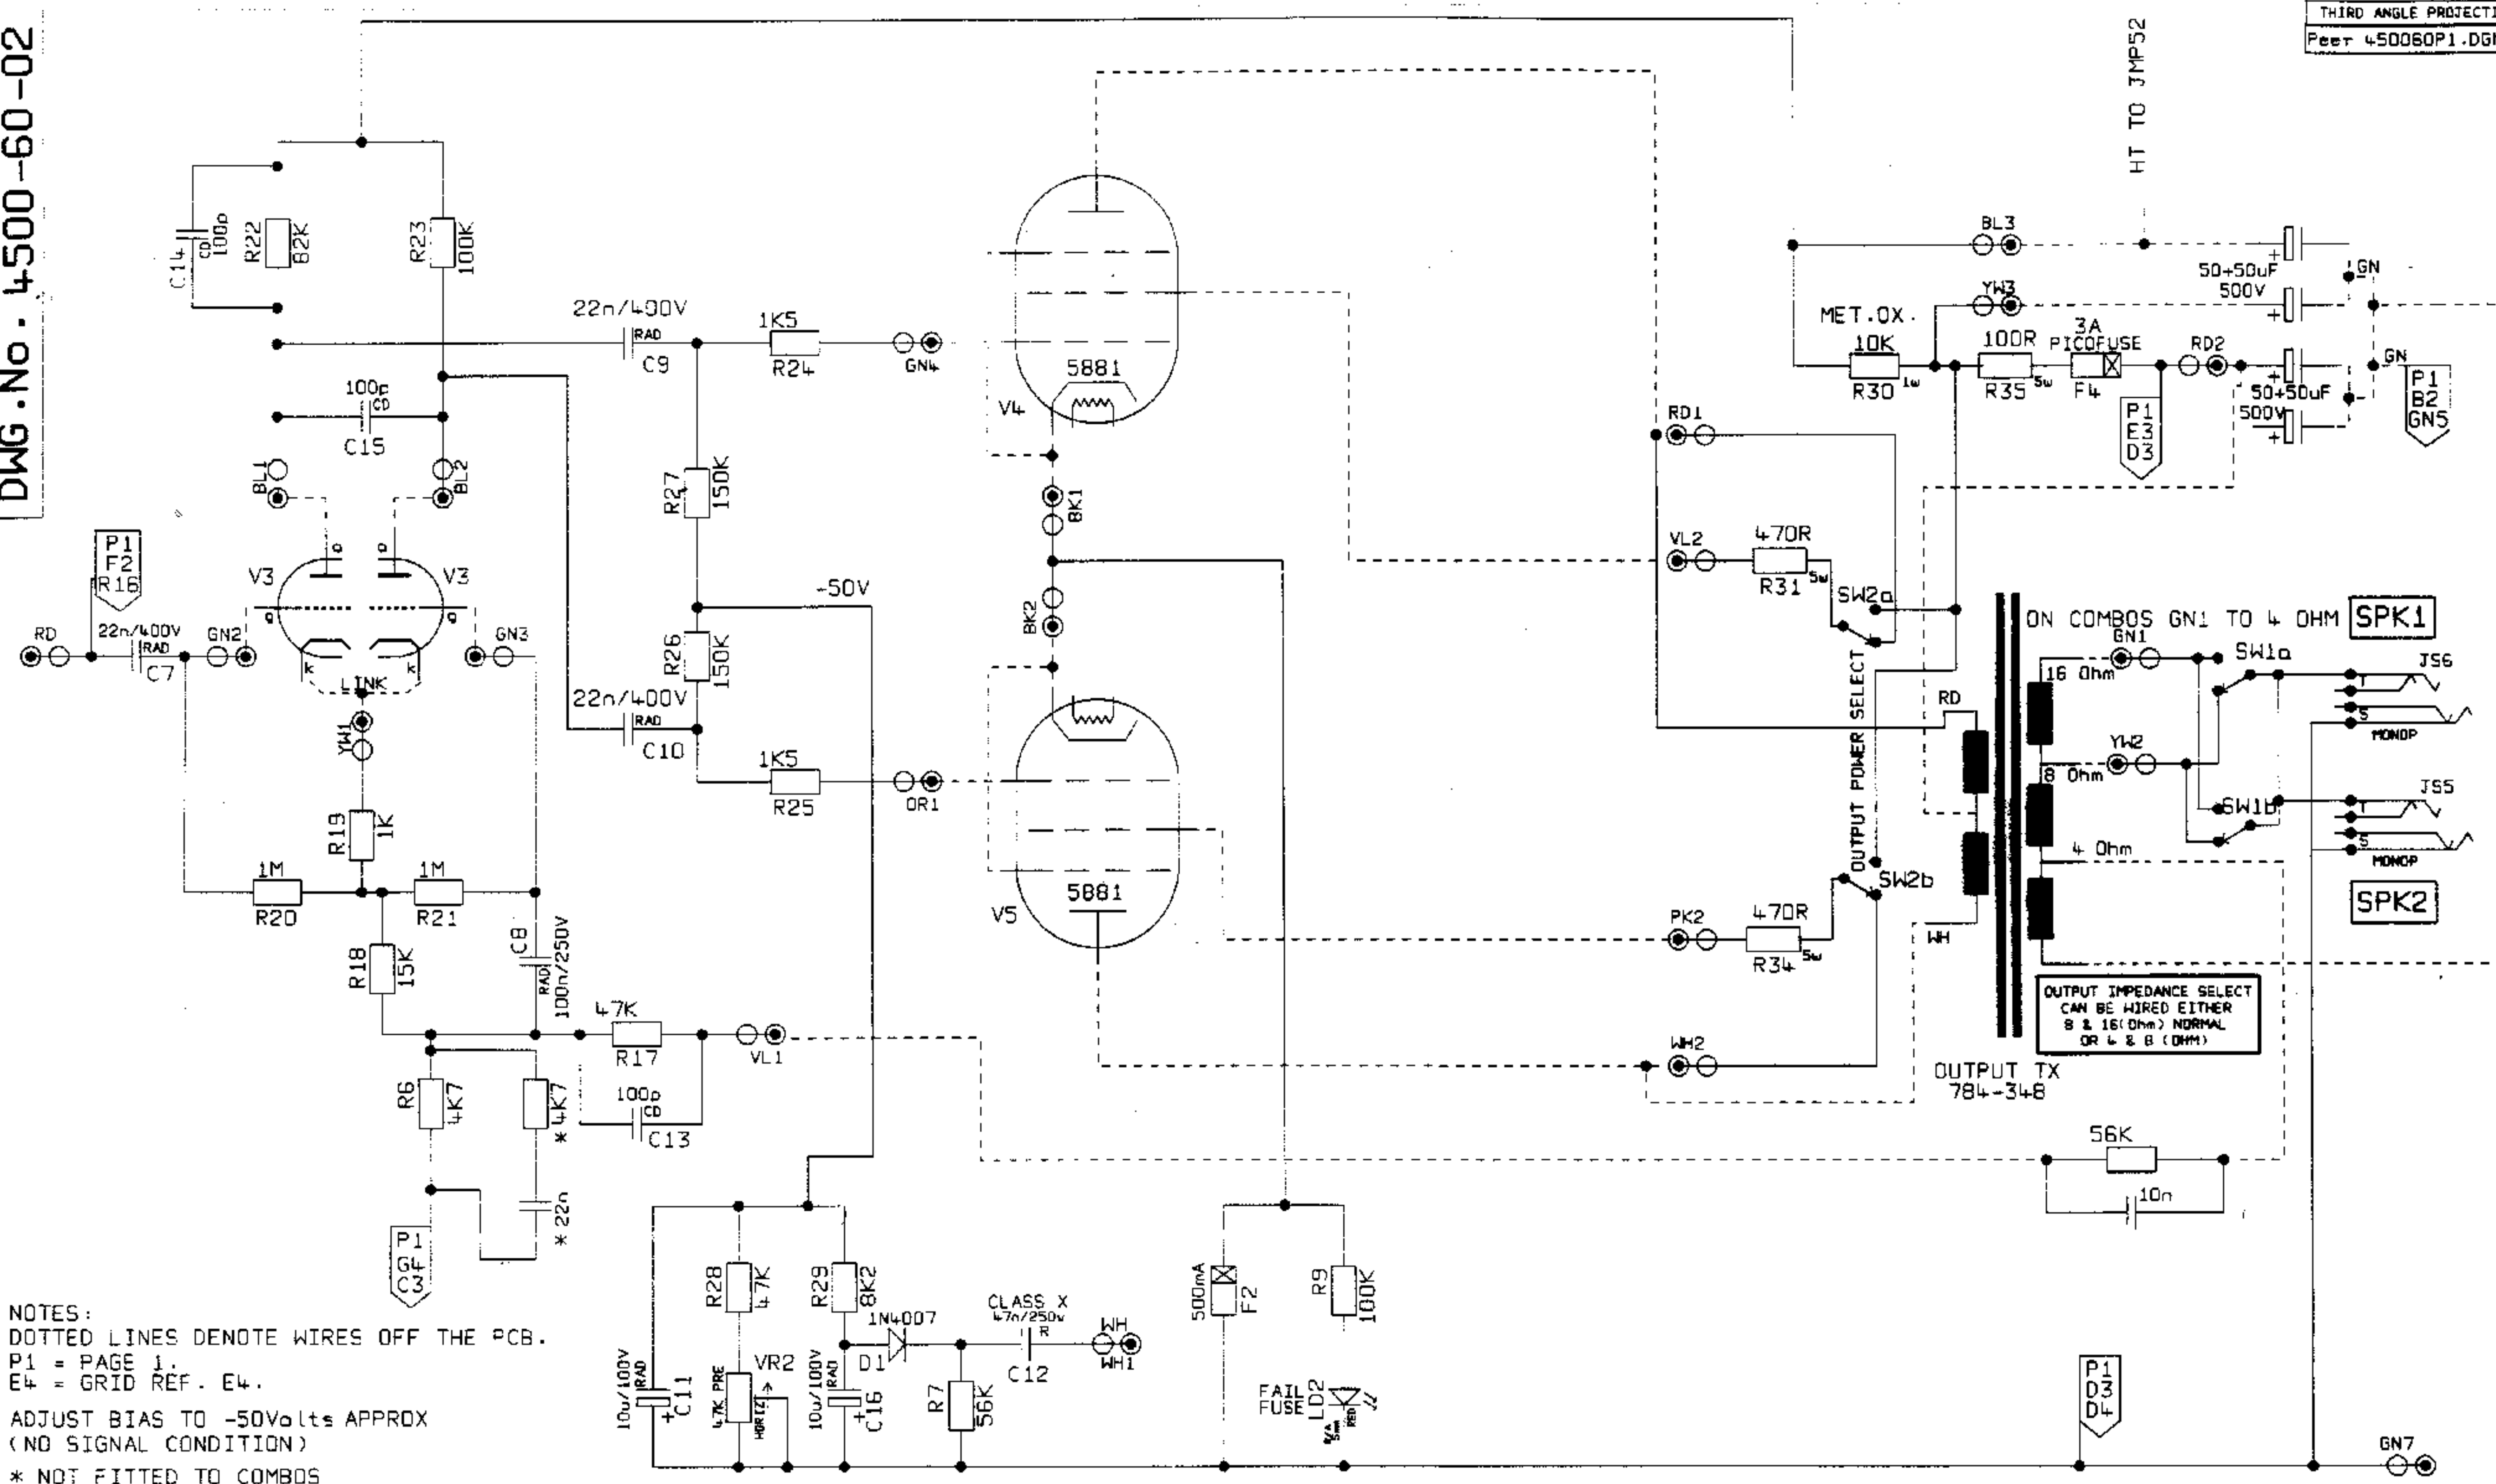 DWG.No. 4500-60-02
THIRD ANGLE PROJECTI
Peer 450060P1.DG
HT TO JMP52
C14
CD
100p
R22
82K
R23
100K
22n/400V
RAD
C9
1K5
R24
GN4
5881
V4
100p
CD
C15
BL1
BL2
R27
150K
BK1
-50V
BK2
R26
150K
22n/400V
RAD
C10
1K5
R25
OR1
5881
V5
P1
F2
R16
V3
V3
a
a
g
g
k
k
LINK
RD
22n/400V
RAD
C7
GN2
GN3
YW1
R19
1K
1M
R20
1M
R21
R18
15K
C8
RAD
100n/250V
47K
R17
VL1
R6
4K7
4K7
*
100p
CD
C13
22n
*
P1
G4
C3
BL3
YW3
50+50uF
500V
GN
MET.OX.
10K
R30
1w
100R
R35
5w
3A
PICOFUSE
F4
RD2
GN
50+50uF
500V
P1
E3
D3
P1
B2
GN5
RD1
VL2
470R
R31
5w
SW2a
OUTPUT POWER SELECT
SW2b
PK2
470R
R34
5w
WH2
RD
WH
ON COMBOS GN1 TO 4 OHM
SPK1
GN1
SW1a
16 Ohm
JS6
T
S
MONOP
YW2
8 Ohm
SW1b
JS5
T
S
MONOP
4 Ohm
SPK2
OUTPUT IMPEDANCE SELECT
CAN BE WIRED EITHER
8 & 16(Ohm) NORMAL
OR 4 & 8 (OHM)
OUTPUT TX
784-348
56K
10n
R28
47K
R29
8K2
1N4007
D1
CLASS X
47n/250v
R
C12
WH
WH1
10u/100V
RAD
C11
47K PRE
VR2
HORIZ
10u/100V
RAD
C16
R7
56K
500mA
F2
R9
100K
FAIL
FUSE
LD2
5mm
RED
P1
D3
D4
GN7
NOTES:
DOTTED LINES DENOTE WIRES OFF THE PCB.
P1 = PAGE 1.
E4 = GRID REF. E4.
ADJUST BIAS TO -50Volts APPROX
(NO SIGNAL CONDITION)
* NOT FITTED TO COMBOS